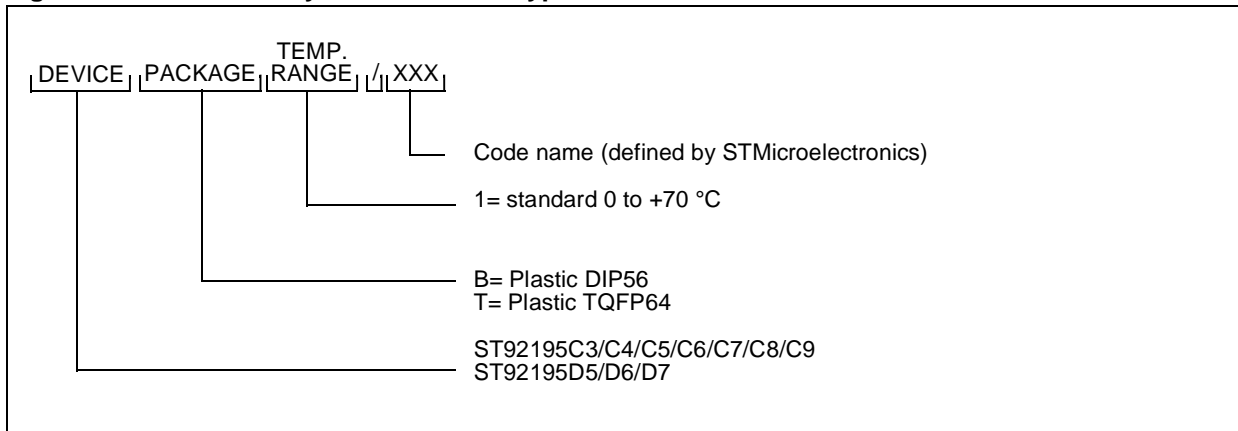 TEMP.
DEVICE PACKAGE RANGE / XXX
Code name (defined by STMicroelectronics)
1= standard 0 to +70 °C
B= Plastic DIP56
T= Plastic TQFP64
ST92195C3/C4/C5/C6/C7/C8/C9
ST92195D5/D6/D7